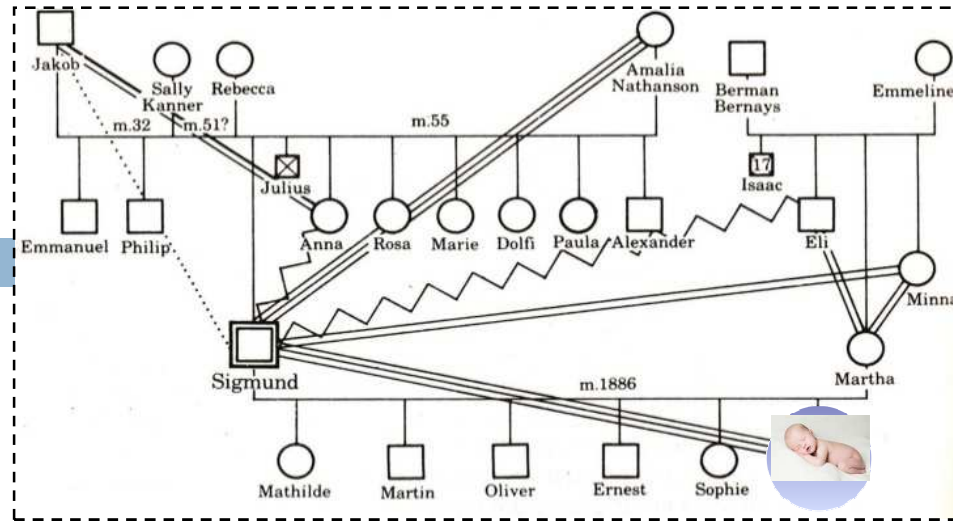 Jakob
Sally
Kanner
Rebecca
Amalia
Nathanson
Berman
Bernays
Emmeline
m.32
m.51?
m.55
Julius
17
Isaac
Emmanuel
Philip
Anna
Rosa
Marie
Dolfi
Paula
Alexander
Eli
Minna
Sigmund
Martha
m.1886
Mathilde
Martin
Oliver
Ernest
Sophie